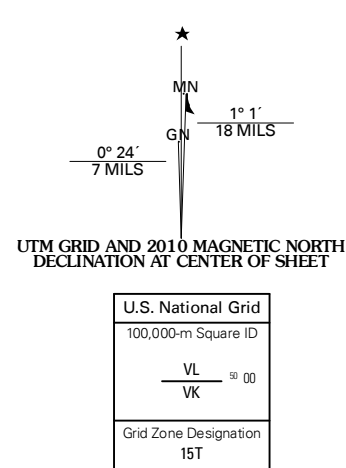 ★
MN
1° 1´
18 MILS
GN
0° 24´
7 MILS
UTM GRID AND 2010 MAGNETIC NORTH
DECLINATION AT CENTER OF SHEET
U.S. National Grid
100,000-m Square ID
VL
50 00
VK
Grid Zone Designation
15T